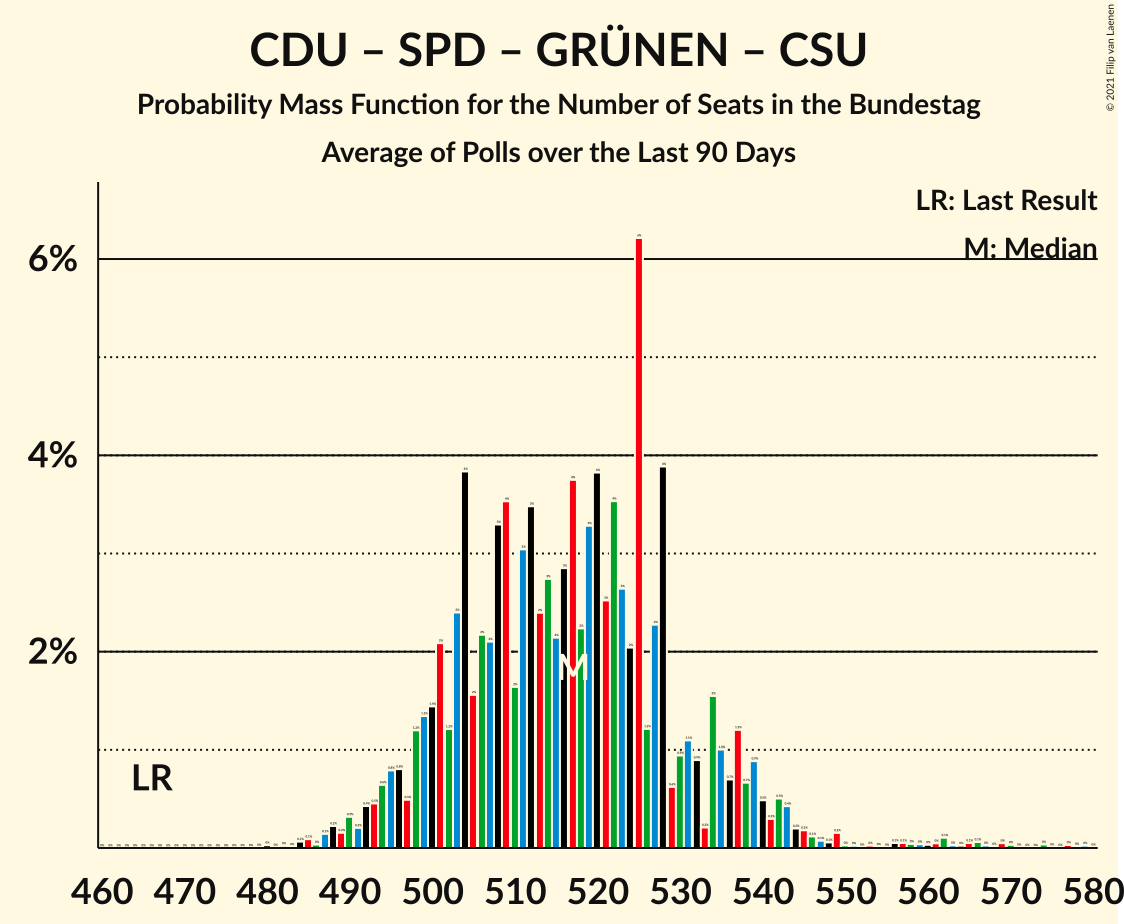 CDU – SPD – GRÜNEN – CSU
Probability Mass Function for the Number of Seats in the Bundestag
Average of Polls over the Last 90 Days
© 2021 Filip van Laenen
LR: Last Result
M: Median
6%
4%
2%
LR
M
460 470 480 490 500 510 520 530 540 550 560 570 580